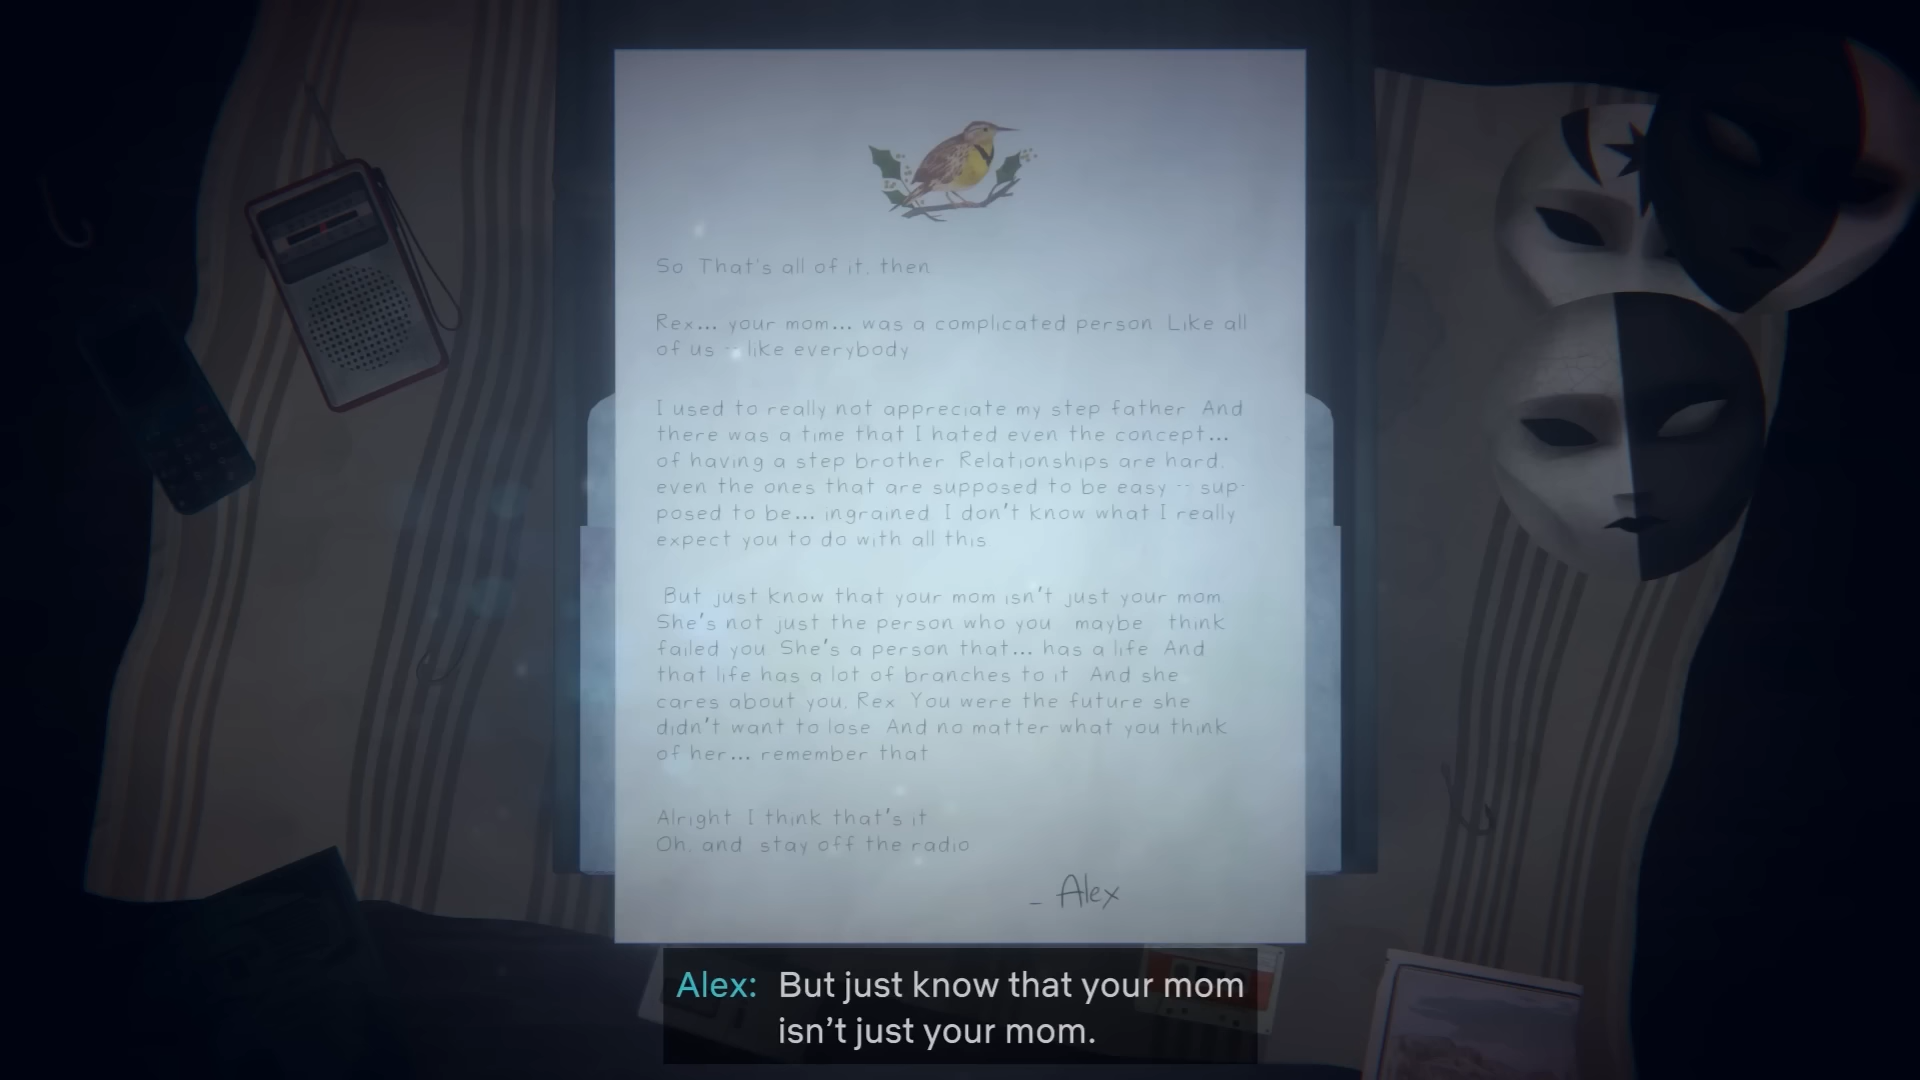 So. That's all of it, then.
Rex... your mom... was a complicated person. Like all
of us -- like everybody.
I used to really not appreciate my step father. And
there was a time that I hated even the concept...
of having a step brother. Relationships are hard,
even the ones that are supposed to be easy -- sup-
posed to be... ingrained. I don't know what I really
expect you to do with all this.
But just know that your mom isn't just your mom.
She's not just the person who you maybe think
failed you. She's a person that... has a life. And
that life has a lot of branches to it. And she
cares about you, Rex. You were the future she
didn't want to lose. And no matter what you think
of her... remember that.
Alright. I think that's it.
Oh, and stay off the radio.
- Alex
Alex: But just know that your mom
isn't just your mom.